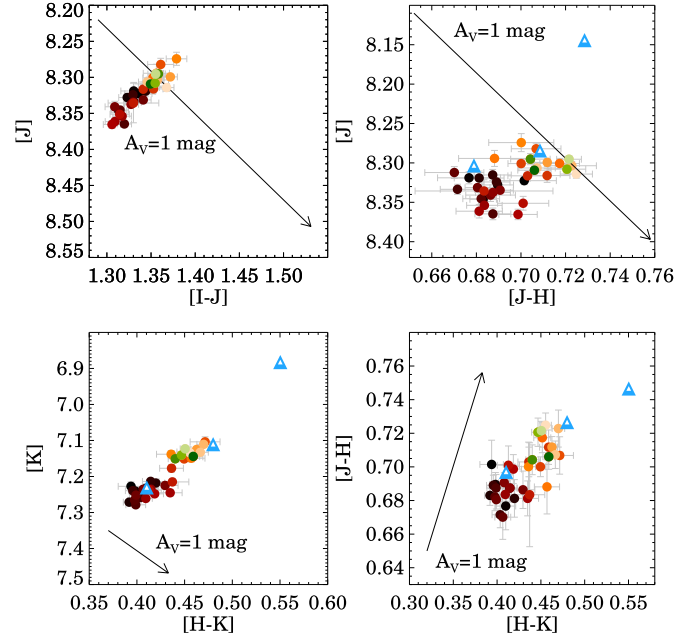 8.20
8.25
8.30
8.35
8.40
8.45
8.50
8.55
[J]
A_V=1 mag
1.30 1.35 1.40 1.45 1.50
[I-J]
8.15
8.20
8.25
8.30
8.35
8.40
[J]
A_V=1 mag
0.66 0.68 0.70 0.72 0.74 0.76
[J-H]
6.9
7.0
7.1
7.2
7.3
7.4
7.5
[K]
A_V=1 mag
0.35 0.40 0.45 0.50 0.55 0.60
[H-K]
0.76
0.74
0.72
0.70
0.68
0.66
0.64
[J-H]
A_V=1 mag
0.30 0.35 0.40 0.45 0.50 0.55
[H-K]